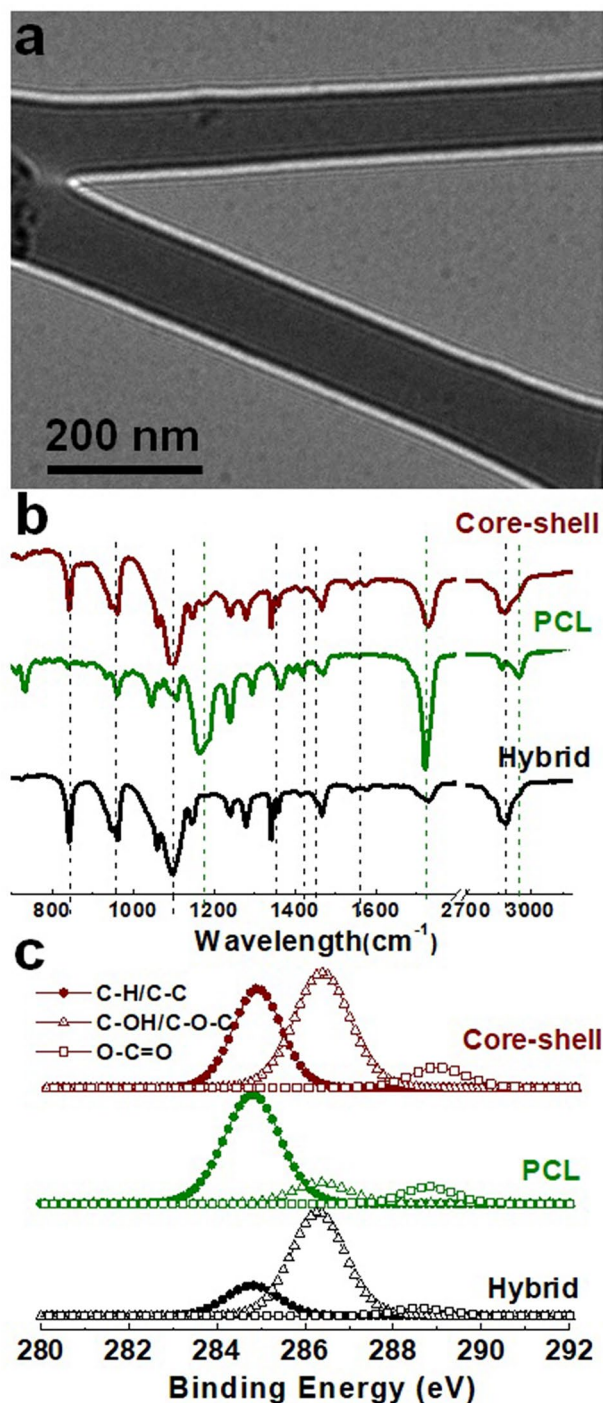 a
200 nm
b
Core-shell
PCL
Hybrid
800 1000 1200 1400 1600 2700 3000
Wavelength(cm⁻¹)
c
C-H/C-C
C-OH/C-O-C
O-C=O
Core-shell
PCL
Hybrid
280 282 284 286 288 290 292
Binding Energy (eV)